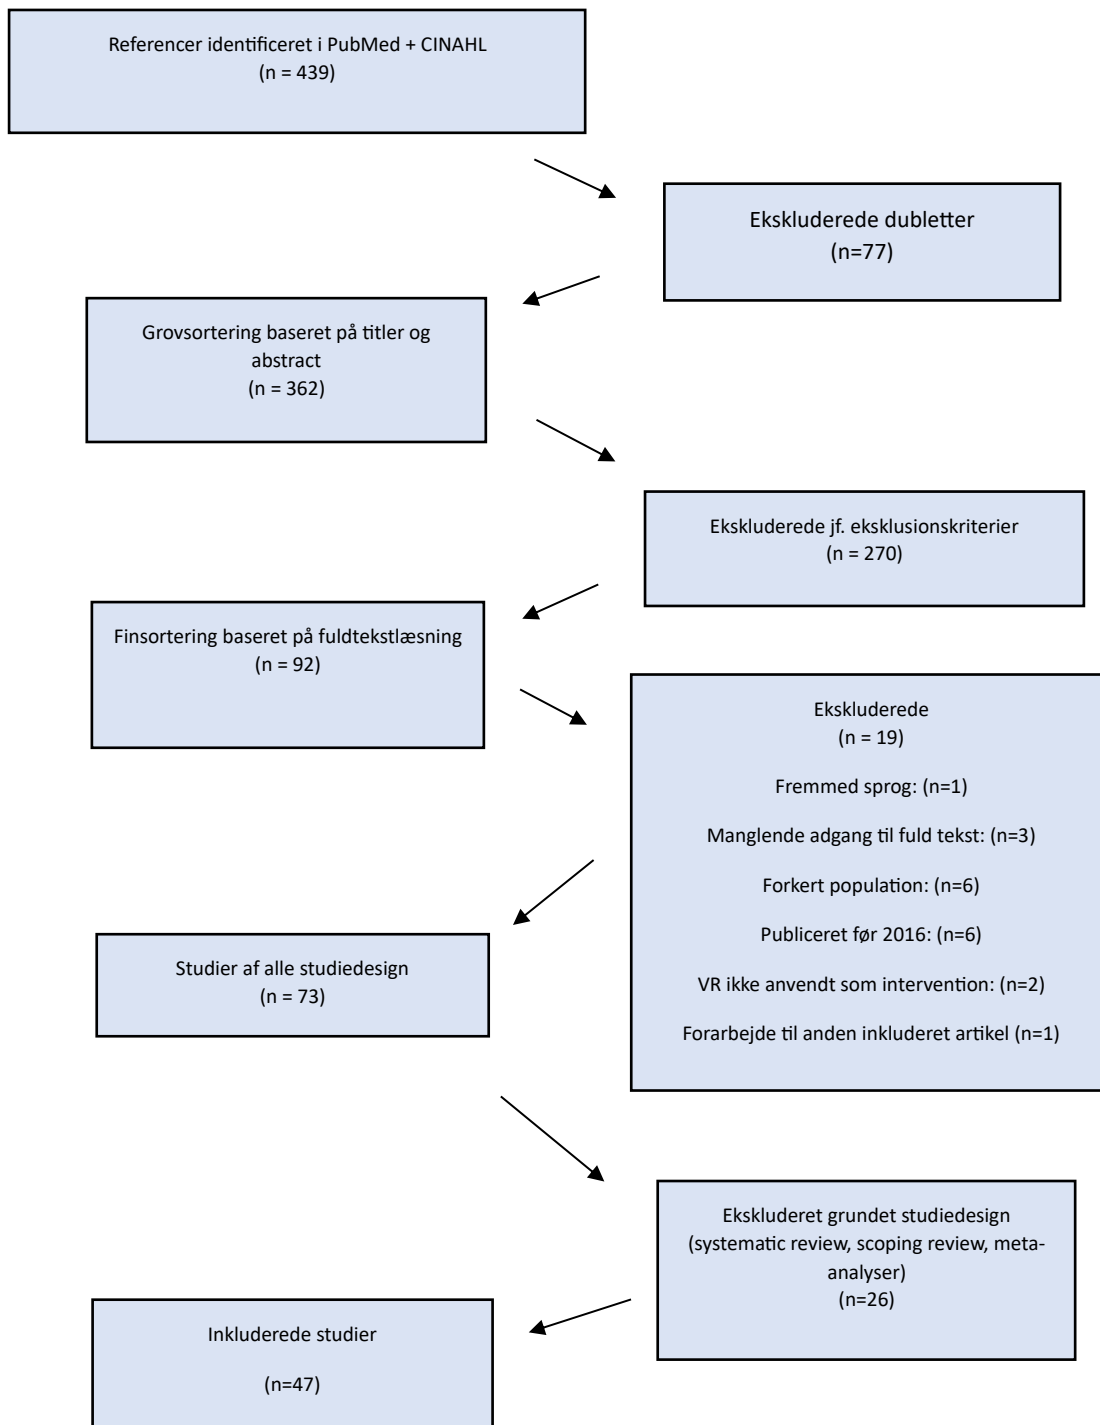 Referencer identificeret i PubMed + CINAHL
(n = 439)
Ekskluderede dubletter
(n=77)
Grovsortering baseret på titler og
abstract
(n = 362)
Ekskluderede jf. eksklusionskriterier
(n = 270)
Finsortering baseret på fuldtekstlæsning
(n = 92)
Ekskluderede
(n = 19)
Fremmed sprog: (n=1)
Manglende adgang til fuld tekst: (n=3)
Forkert population: (n=6)
Publiceret før 2016: (n=6)
VR ikke anvendt som intervention: (n=2)
Forarbejde til anden inkluderet artikel (n=1)
Studier af alle studiedesign
(n = 73)
Ekskluderet grundet studiedesign
(systematic review, scoping review, meta-
analyser)
(n=26)
Inkluderede studier
(n=47)